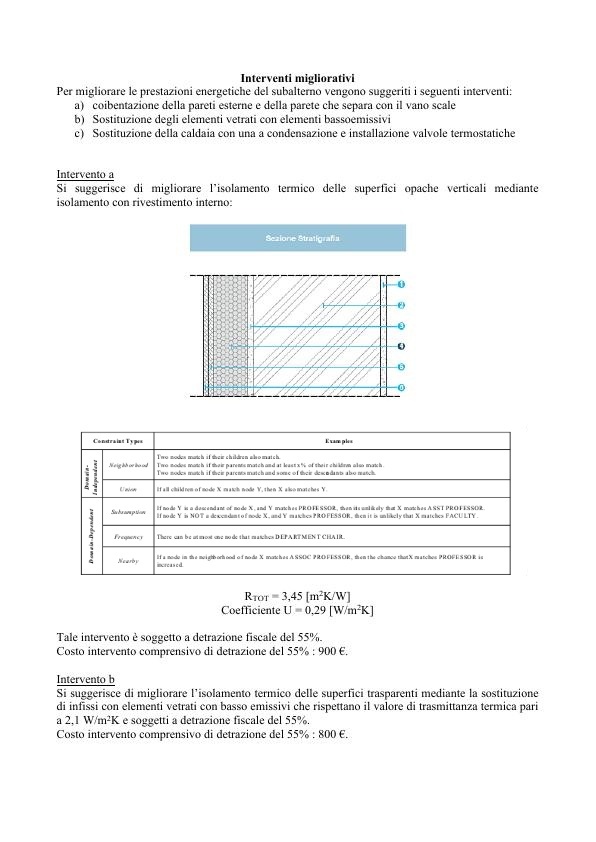 Interventi migliorativi
Per migliorare le prestazioni energetiche del subalterno vengono suggeriti i seguenti interventi:
a) coibentazione della pareti esterne e della parete che separa con il vano scale
b) Sostituzione degli elementi vetrati con elementi bassoemissivi
c) Sostituzione della caldaia con una a condensazione e installazione valvole termostatiche
Intervento a
Si suggerisce di migliorare l'isolamento termico delle superfici opache verticali mediante
isolamento con rivestimento interno:
Sezione Stratigrafia
1
2
3
4
5
6
Constraint Types Examples
Domain-Independent
Neighborhood
Two nodes match if their children also match.
Two nodes match if their parents match and at least x% of their children also match.
Two nodes match if their parents match and some of their descendants also match.
Union If all children of node X match node Y, then X also matches Y.
Domain-Dependent
Subsumption
If node Y is a descendant of node X, and Y matches PROFESSOR, then it is unlikely that X matches ASST PROFESSOR.
If node Y is NOT a descendant of node X, and Y matches PROFESSOR, then it is unlikely that X matches FACULTY.
Frequency There can be at most one node that matches DEPARTMENT CHAIR.
Nearby
If a node in the neighborhood of node X matches ASSOC PROFESSOR, then the chance that X matches PROFESSOR is
increased.
RTOT = 3,45 [m²K/W]
Coefficiente U = 0,29 [W/m²K]
Tale intervento è soggetto a detrazione fiscale del 55%.
Costo intervento comprensivo di detrazione del 55% : 900 €.
Intervento b
Si suggerisce di migliorare l'isolamento termico delle superfici trasparenti mediante la sostituzione
di infissi con elementi vetrati con basso emissivi che rispettano il valore di trasmittanza termica pari
a 2,1 W/m²K e soggetti a detrazione fiscale del 55%.
Costo intervento comprensivo di detrazione del 55% : 800 €.